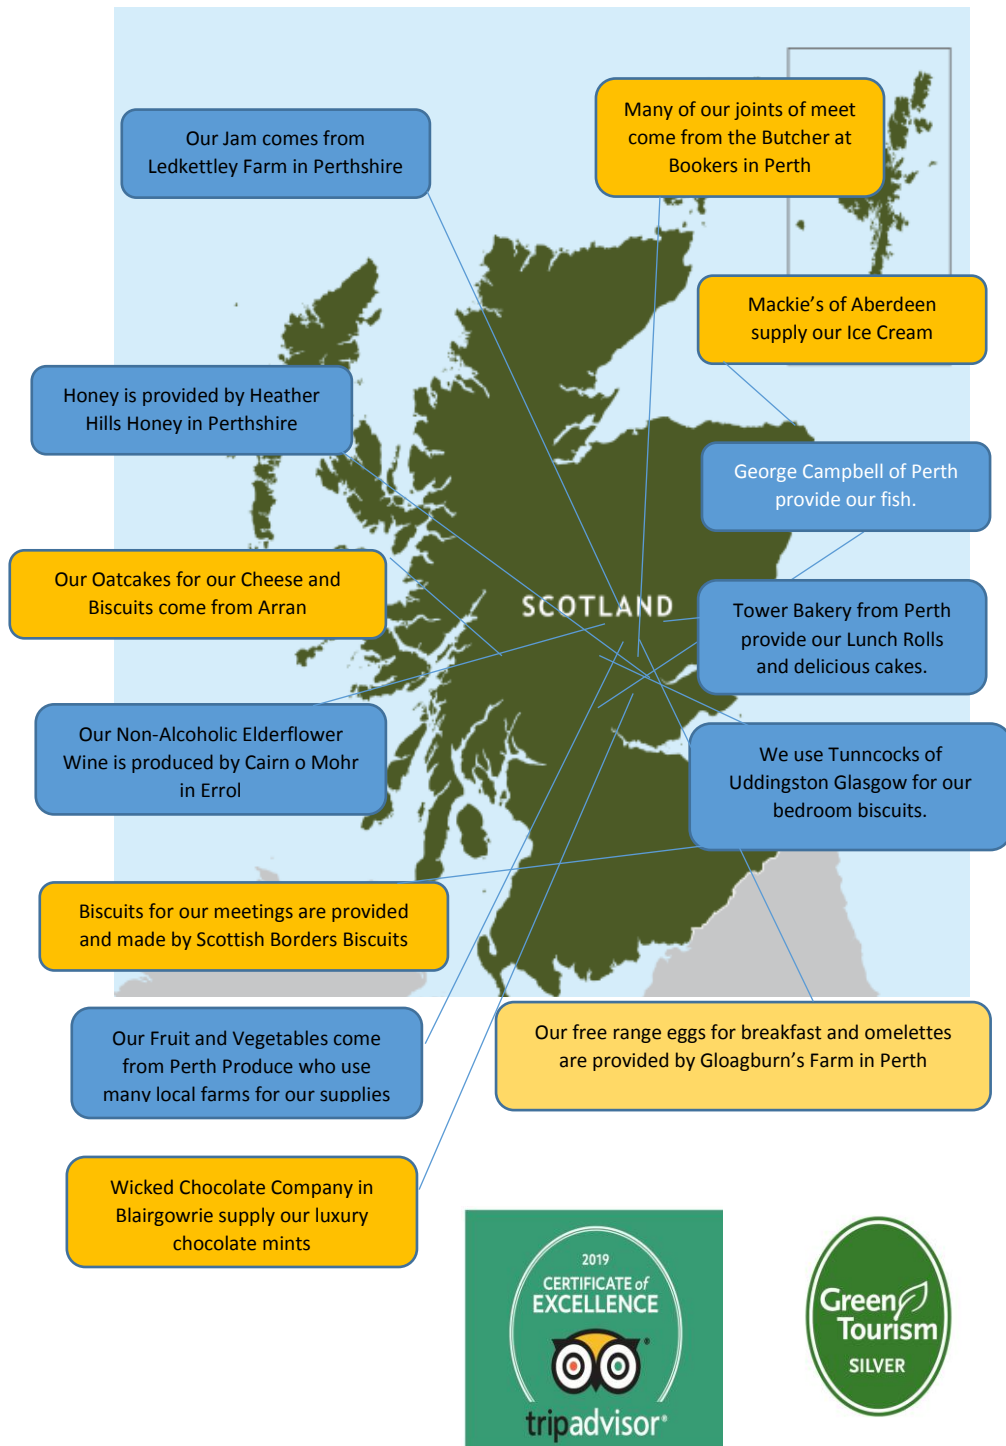 Our Jam comes from
Ledkettley Farm in Perthshire
Many of our joints of meet
come from the Butcher at
Bookers in Perth
Mackie’s of Aberdeen
supply our Ice Cream
Honey is provided by Heather
Hills Honey in Perthshire
George Campbell of Perth
provide our fish.
Our Oatcakes for our Cheese and
Biscuits come from Arran
SCOTLAND
Tower Bakery from Perth
provide our Lunch Rolls
and delicious cakes.
Our Non-Alcoholic Elderflower
Wine is produced by Cairn o Mohr
in Errol
We use Tunncocks of
Uddingston Glasgow for our
bedroom biscuits.
Biscuits for our meetings are provided
and made by Scottish Borders Biscuits
Our Fruit and Vegetables come
from Perth Produce who use
many local farms for our supplies
Our free range eggs for breakfast and omelettes
are provided by Gloagburn’s Farm in Perth
Wicked Chocolate Company in
Blairgowrie supply our luxury
chocolate mints
2019
CERTIFICATE of
EXCELLENCE
tripadvisor®
Green
Tourism
SILVER